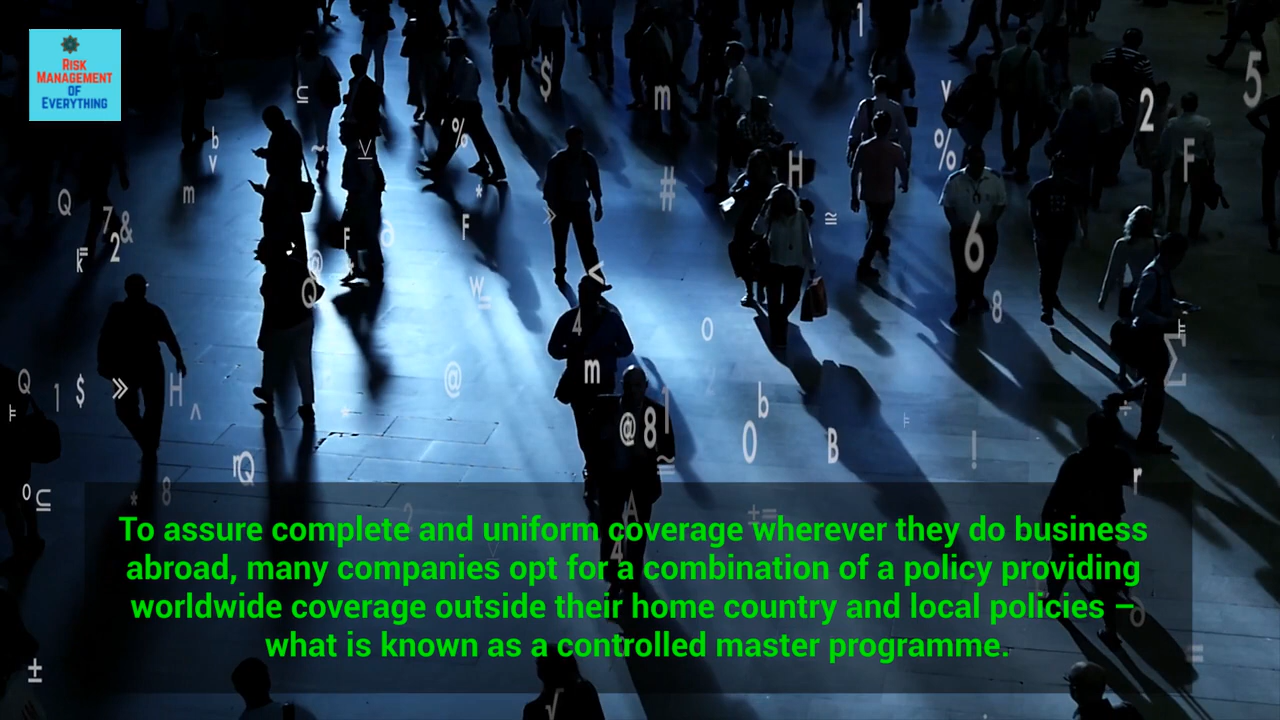 RISK
MANAGEMENT
OF
EVERYTHING
To assure complete and uniform coverage wherever they do business
abroad, many companies opt for a combination of a policy providing
worldwide coverage outside their home country and local policies –
what is known as a controlled master programme.